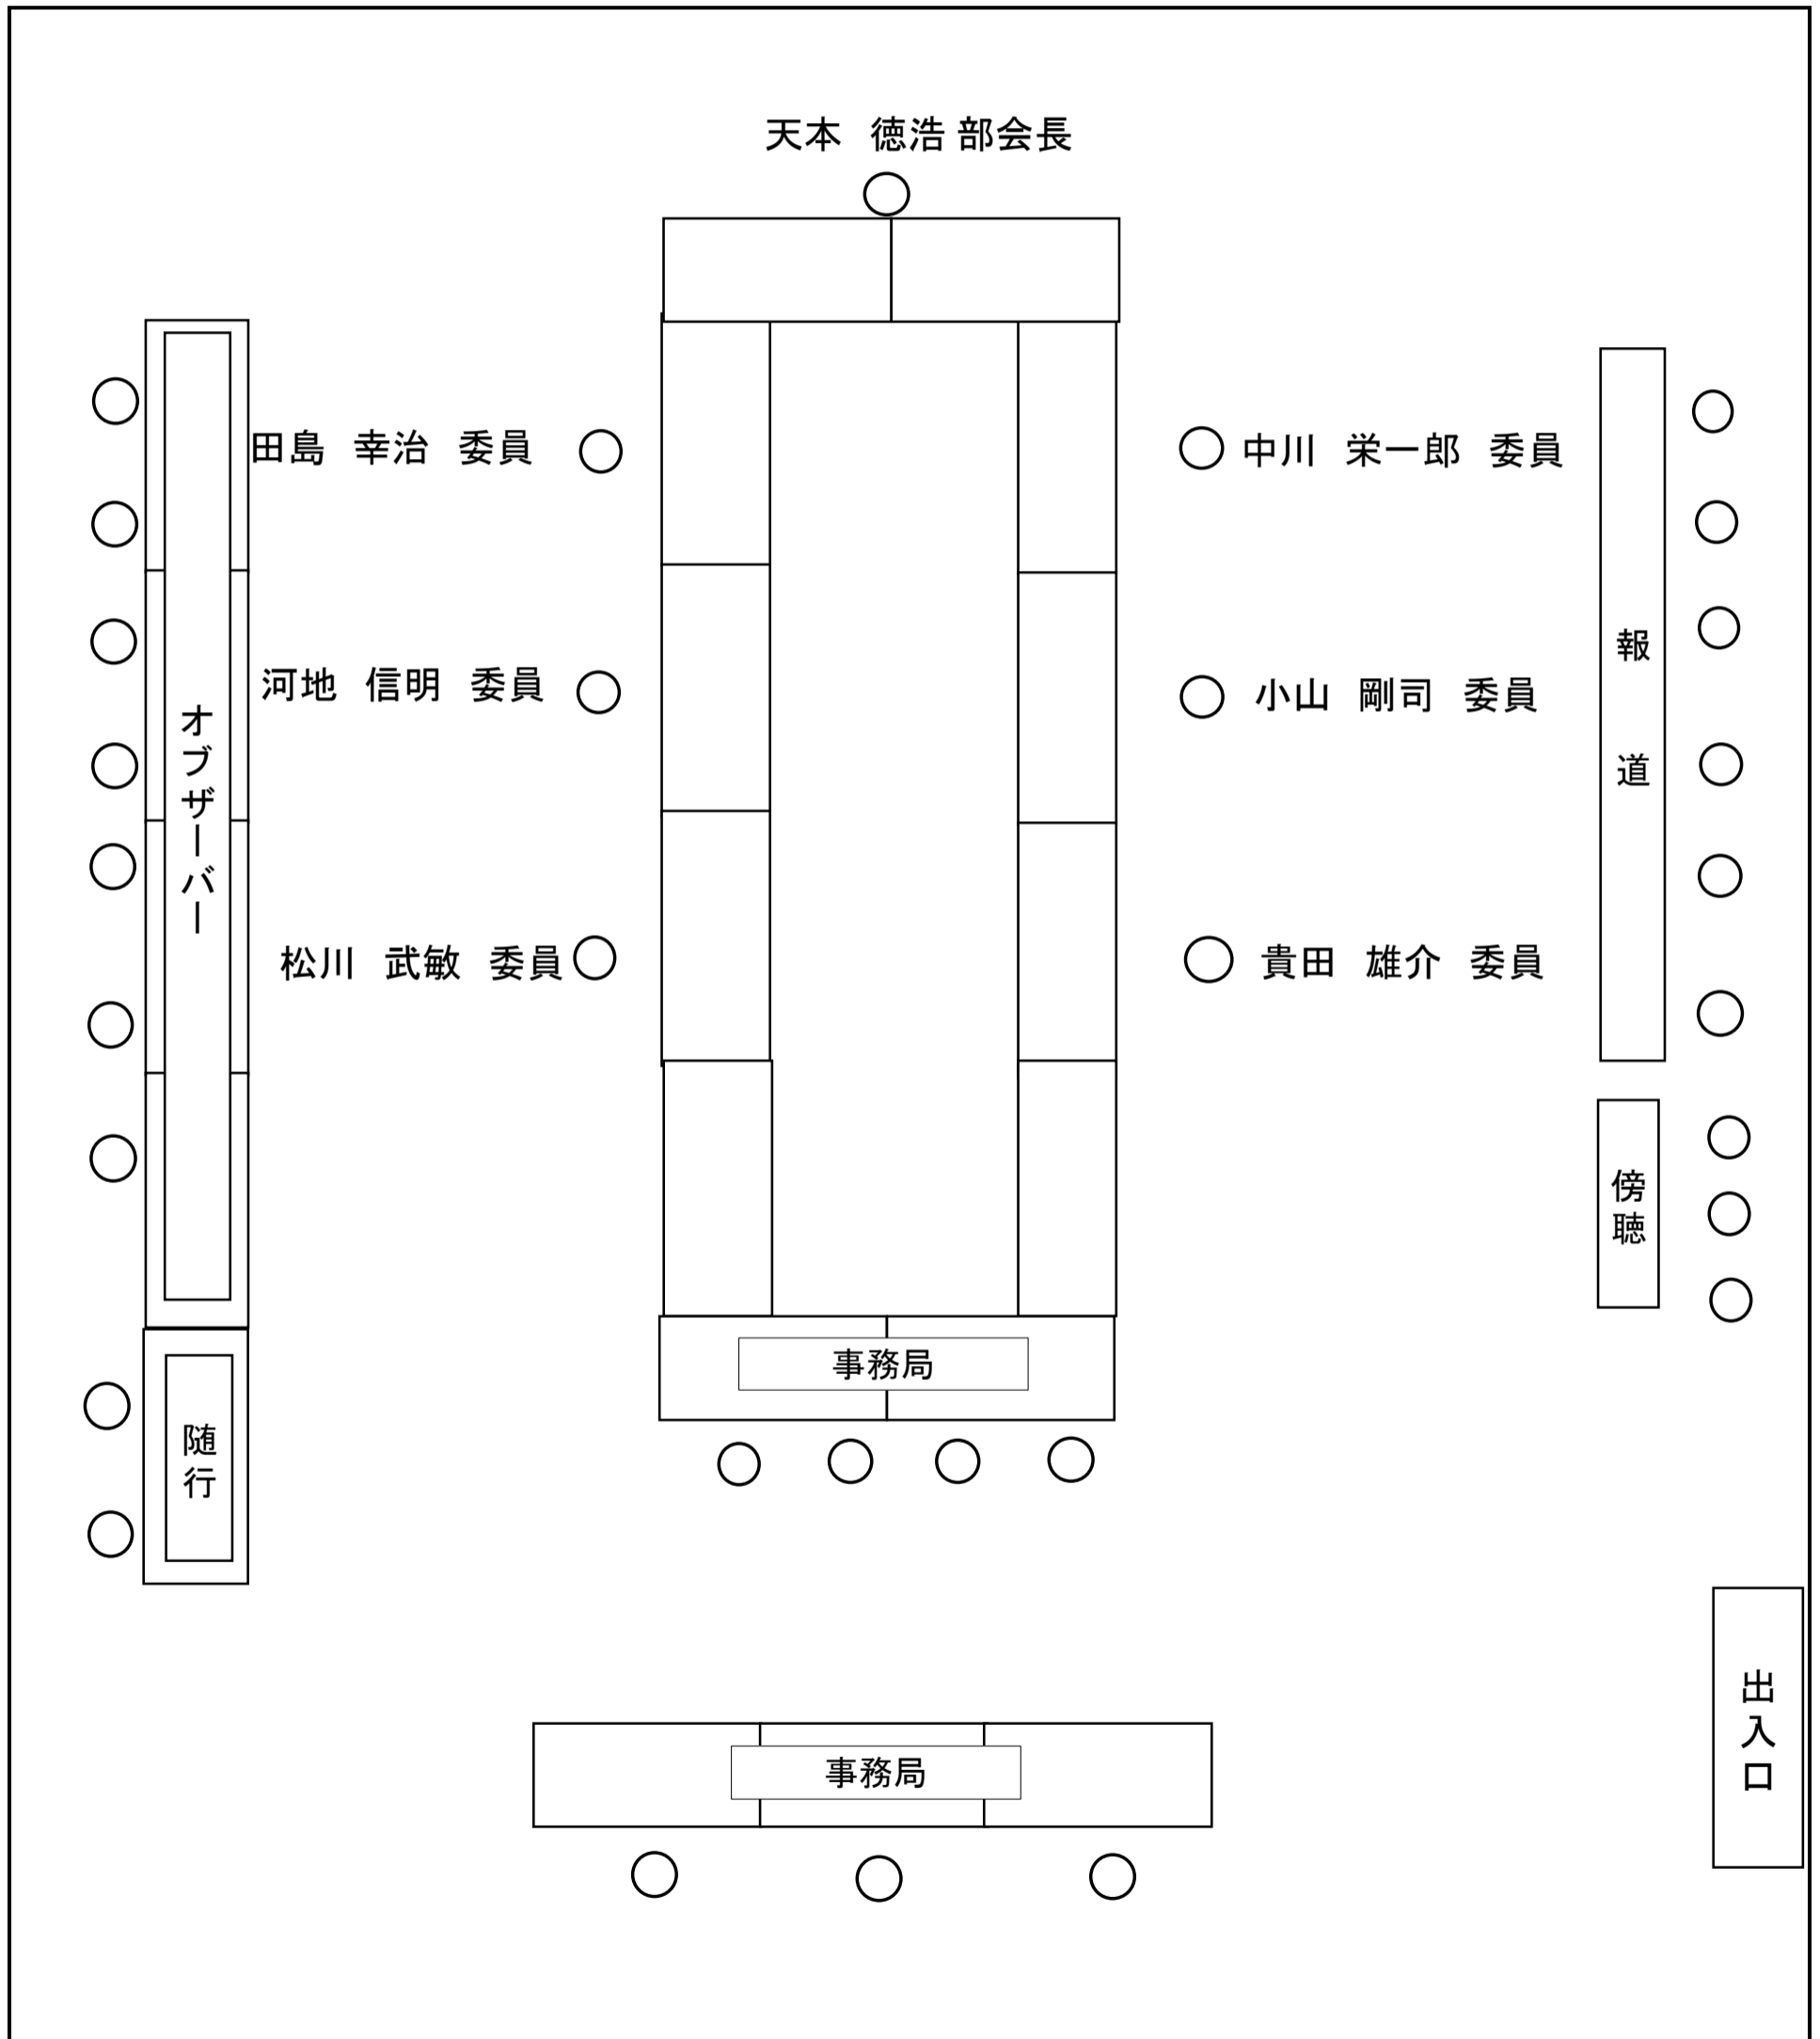 天本 徳浩 部会長
田島 幸治 委員
中川 栄一郎 委員
河地 信明 委員
小山 剛司 委員
松川 武敏 委員
貴田 雄介 委員
オブザーバー
報道
傍聴
事務局
随行
出入口
事務局